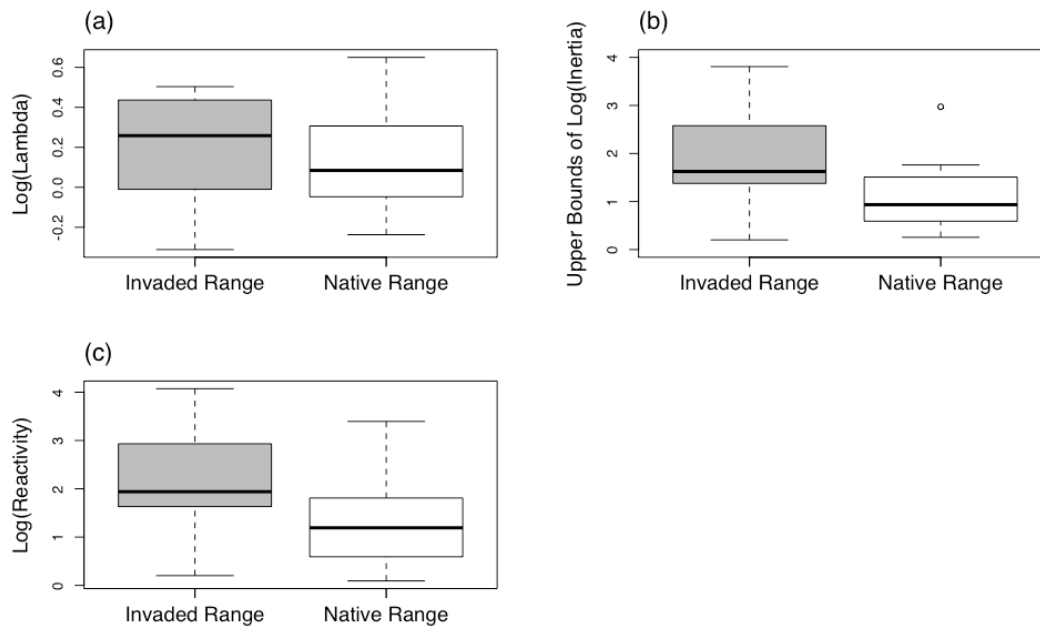 (a)
Log(Lambda)
0.6
0.4
0.2
0.0
-0.2
Invaded Range Native Range
(b)
Upper Bounds of Log(Inertia)
4
3
2
1
0
Invaded Range Native Range
(c)
Log(Reactivity)
4
3
2
1
0
Invaded Range Native Range